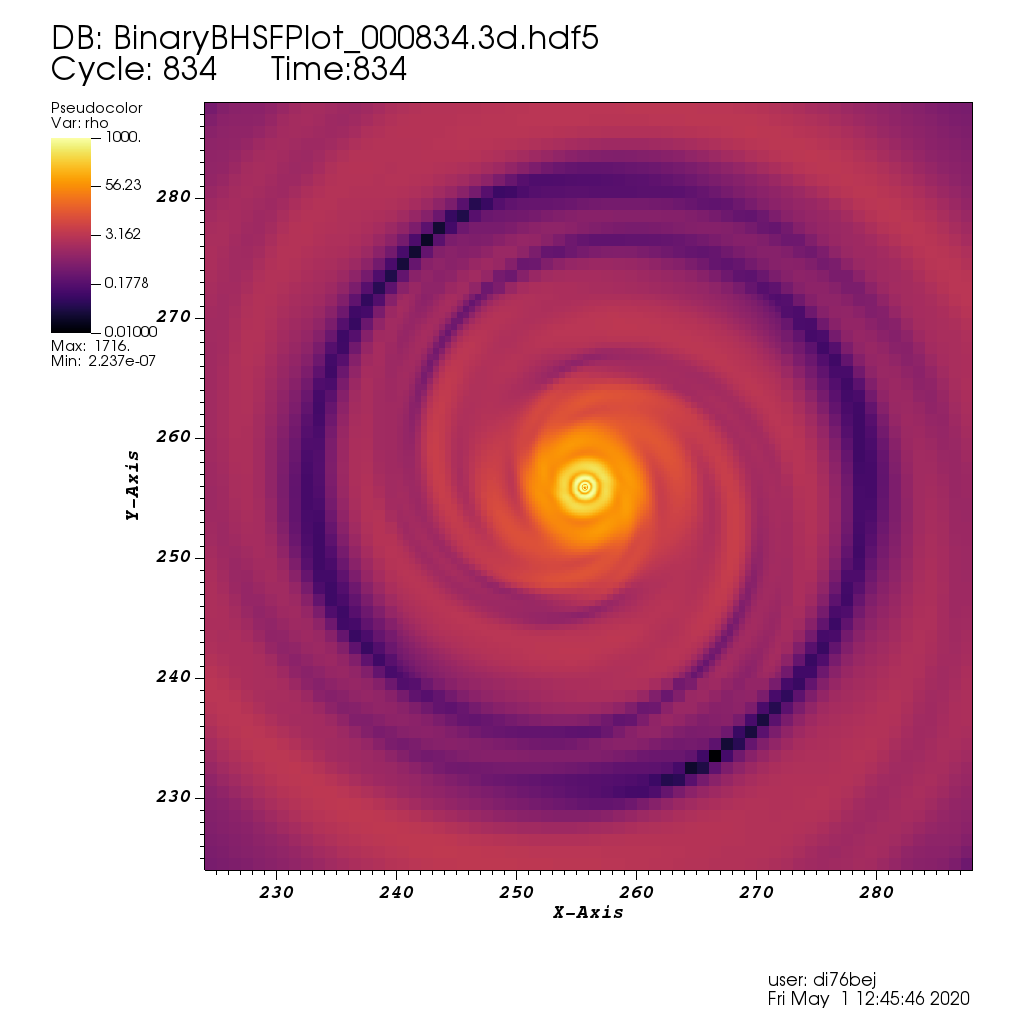 DB: BinaryBHSFPlot_000834.3d.hdf5
Cycle: 834 Time:834
Pseudocolor
Var: rho
1000.
56.23
3.162
0.1778
0.01000
Max: 1716.
Min: 2.237e-07
280
270
260
250
240
230
Y-Axis
230 240 250 260 270 280
X-Axis
user: di76bej
Fri May 1 12:45:46 2020